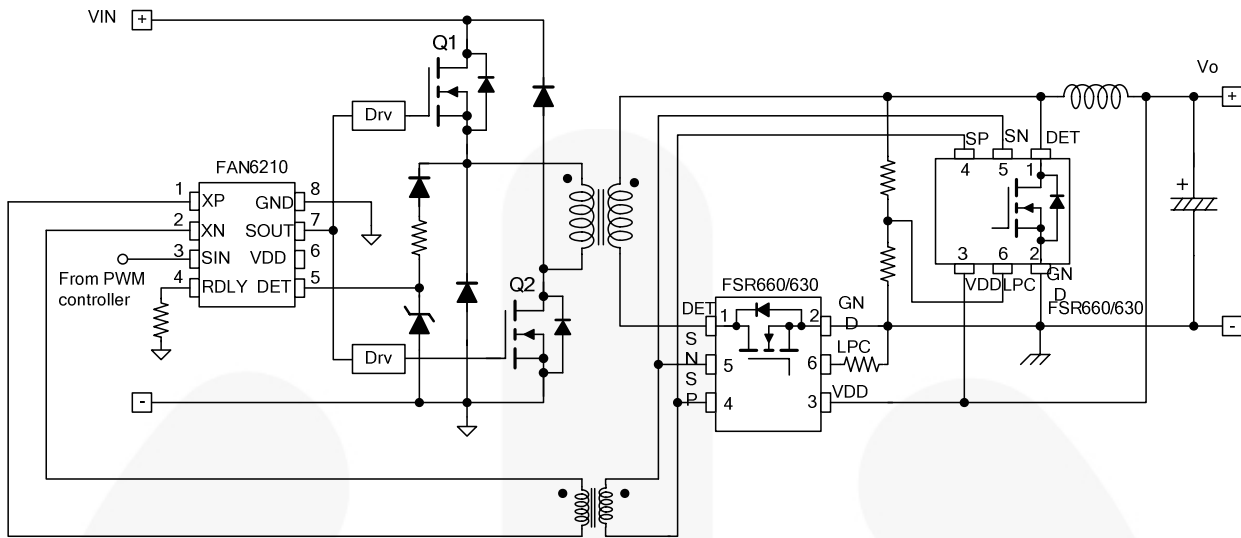 VIN +
Q1
Vo
+
Drv
SP SN DET
4 5 1
FAN6210
1 XP GND 8
2 XN SOUT 7
3 SIN VDD 6
4 RDLY DET 5
From PWM
controller
+
3 6 2
VDD LPC GN
D
FSR660/630
Q2
FSR660/630
DET 1 2 GN
D
S
N 5 6 LPC
S
P 4 3 VDD
Drv
-
-